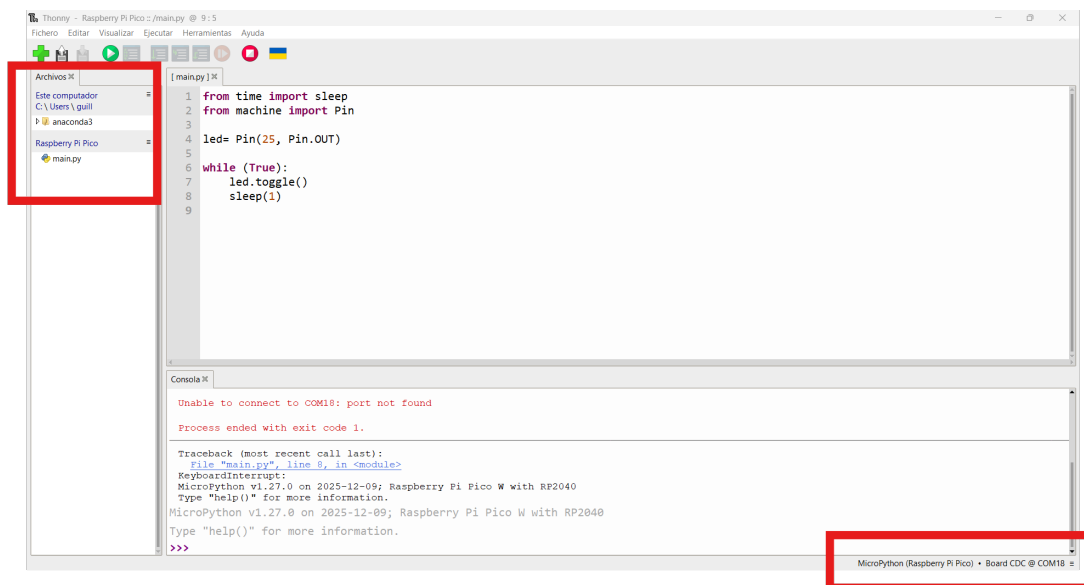 Thonny - Raspberry Pi Pico :: /main.py @ 9 : 5
Fichero Editar Visualizar Ejecutar Herramientas Ayuda
Archivos
Este computador
C: \ Users \ guill
anaconda3
Raspberry Pi Pico
main.py
[ main.py ]
1 from time import sleep
2 from machine import Pin
3
4 led= Pin(25, Pin.OUT)
5
6 while (True):
7 led.toggle()
8 sleep(1)
9
Consola
Unable to connect to COM18: port not found
Process ended with exit code 1.
Traceback (most recent call last):
File "main.py", line 8, in <module>
KeyboardInterrupt:
MicroPython v1.27.0 on 2025-12-09; Raspberry Pi Pico W with RP2040
Type "help()" for more information.
MicroPython v1.27.0 on 2025-12-09; Raspberry Pi Pico W with RP2040
Type "help()" for more information.
>>>
MicroPython (Raspberry Pi Pico) • Board CDC @ COM18 ≡